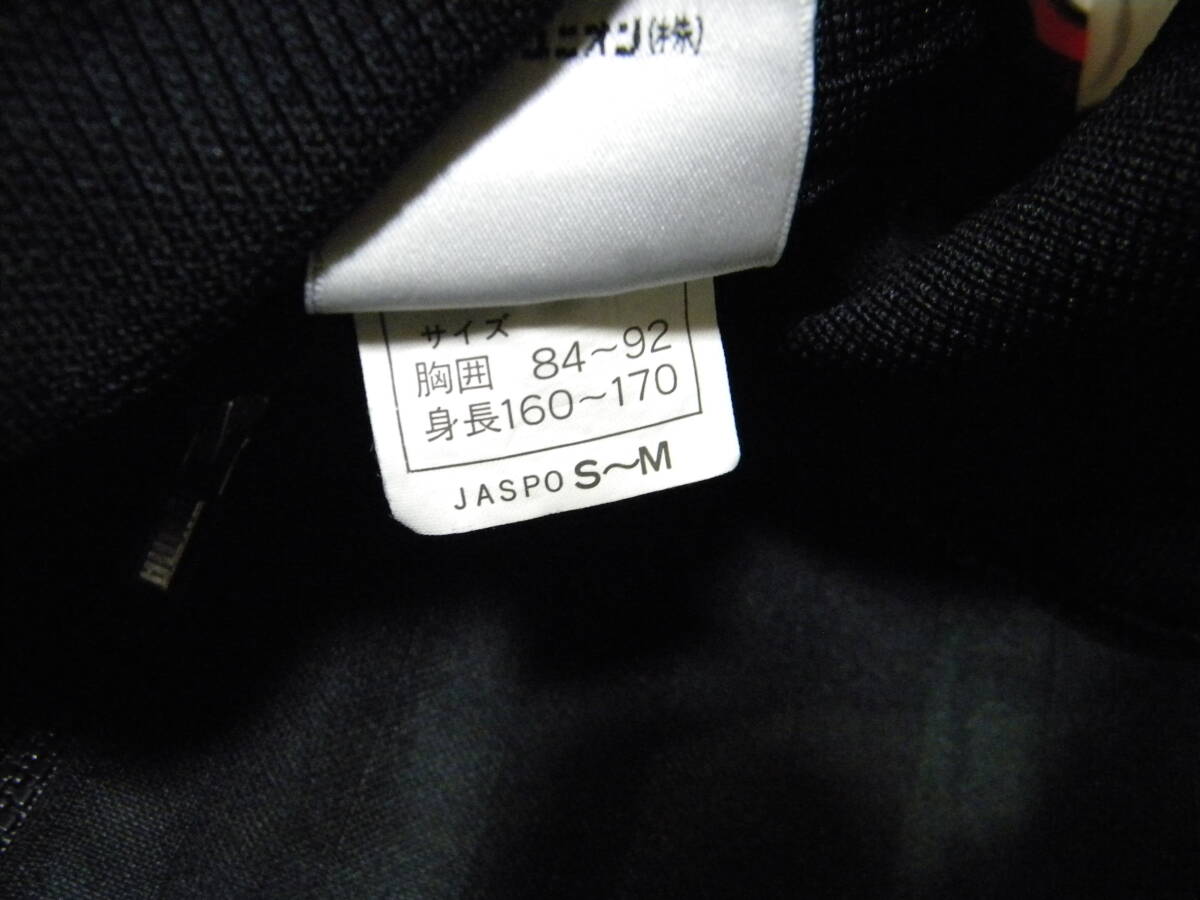 ニオン(株)
サイズ
胸囲 84〜92
身長160〜170
JASPO S〜M